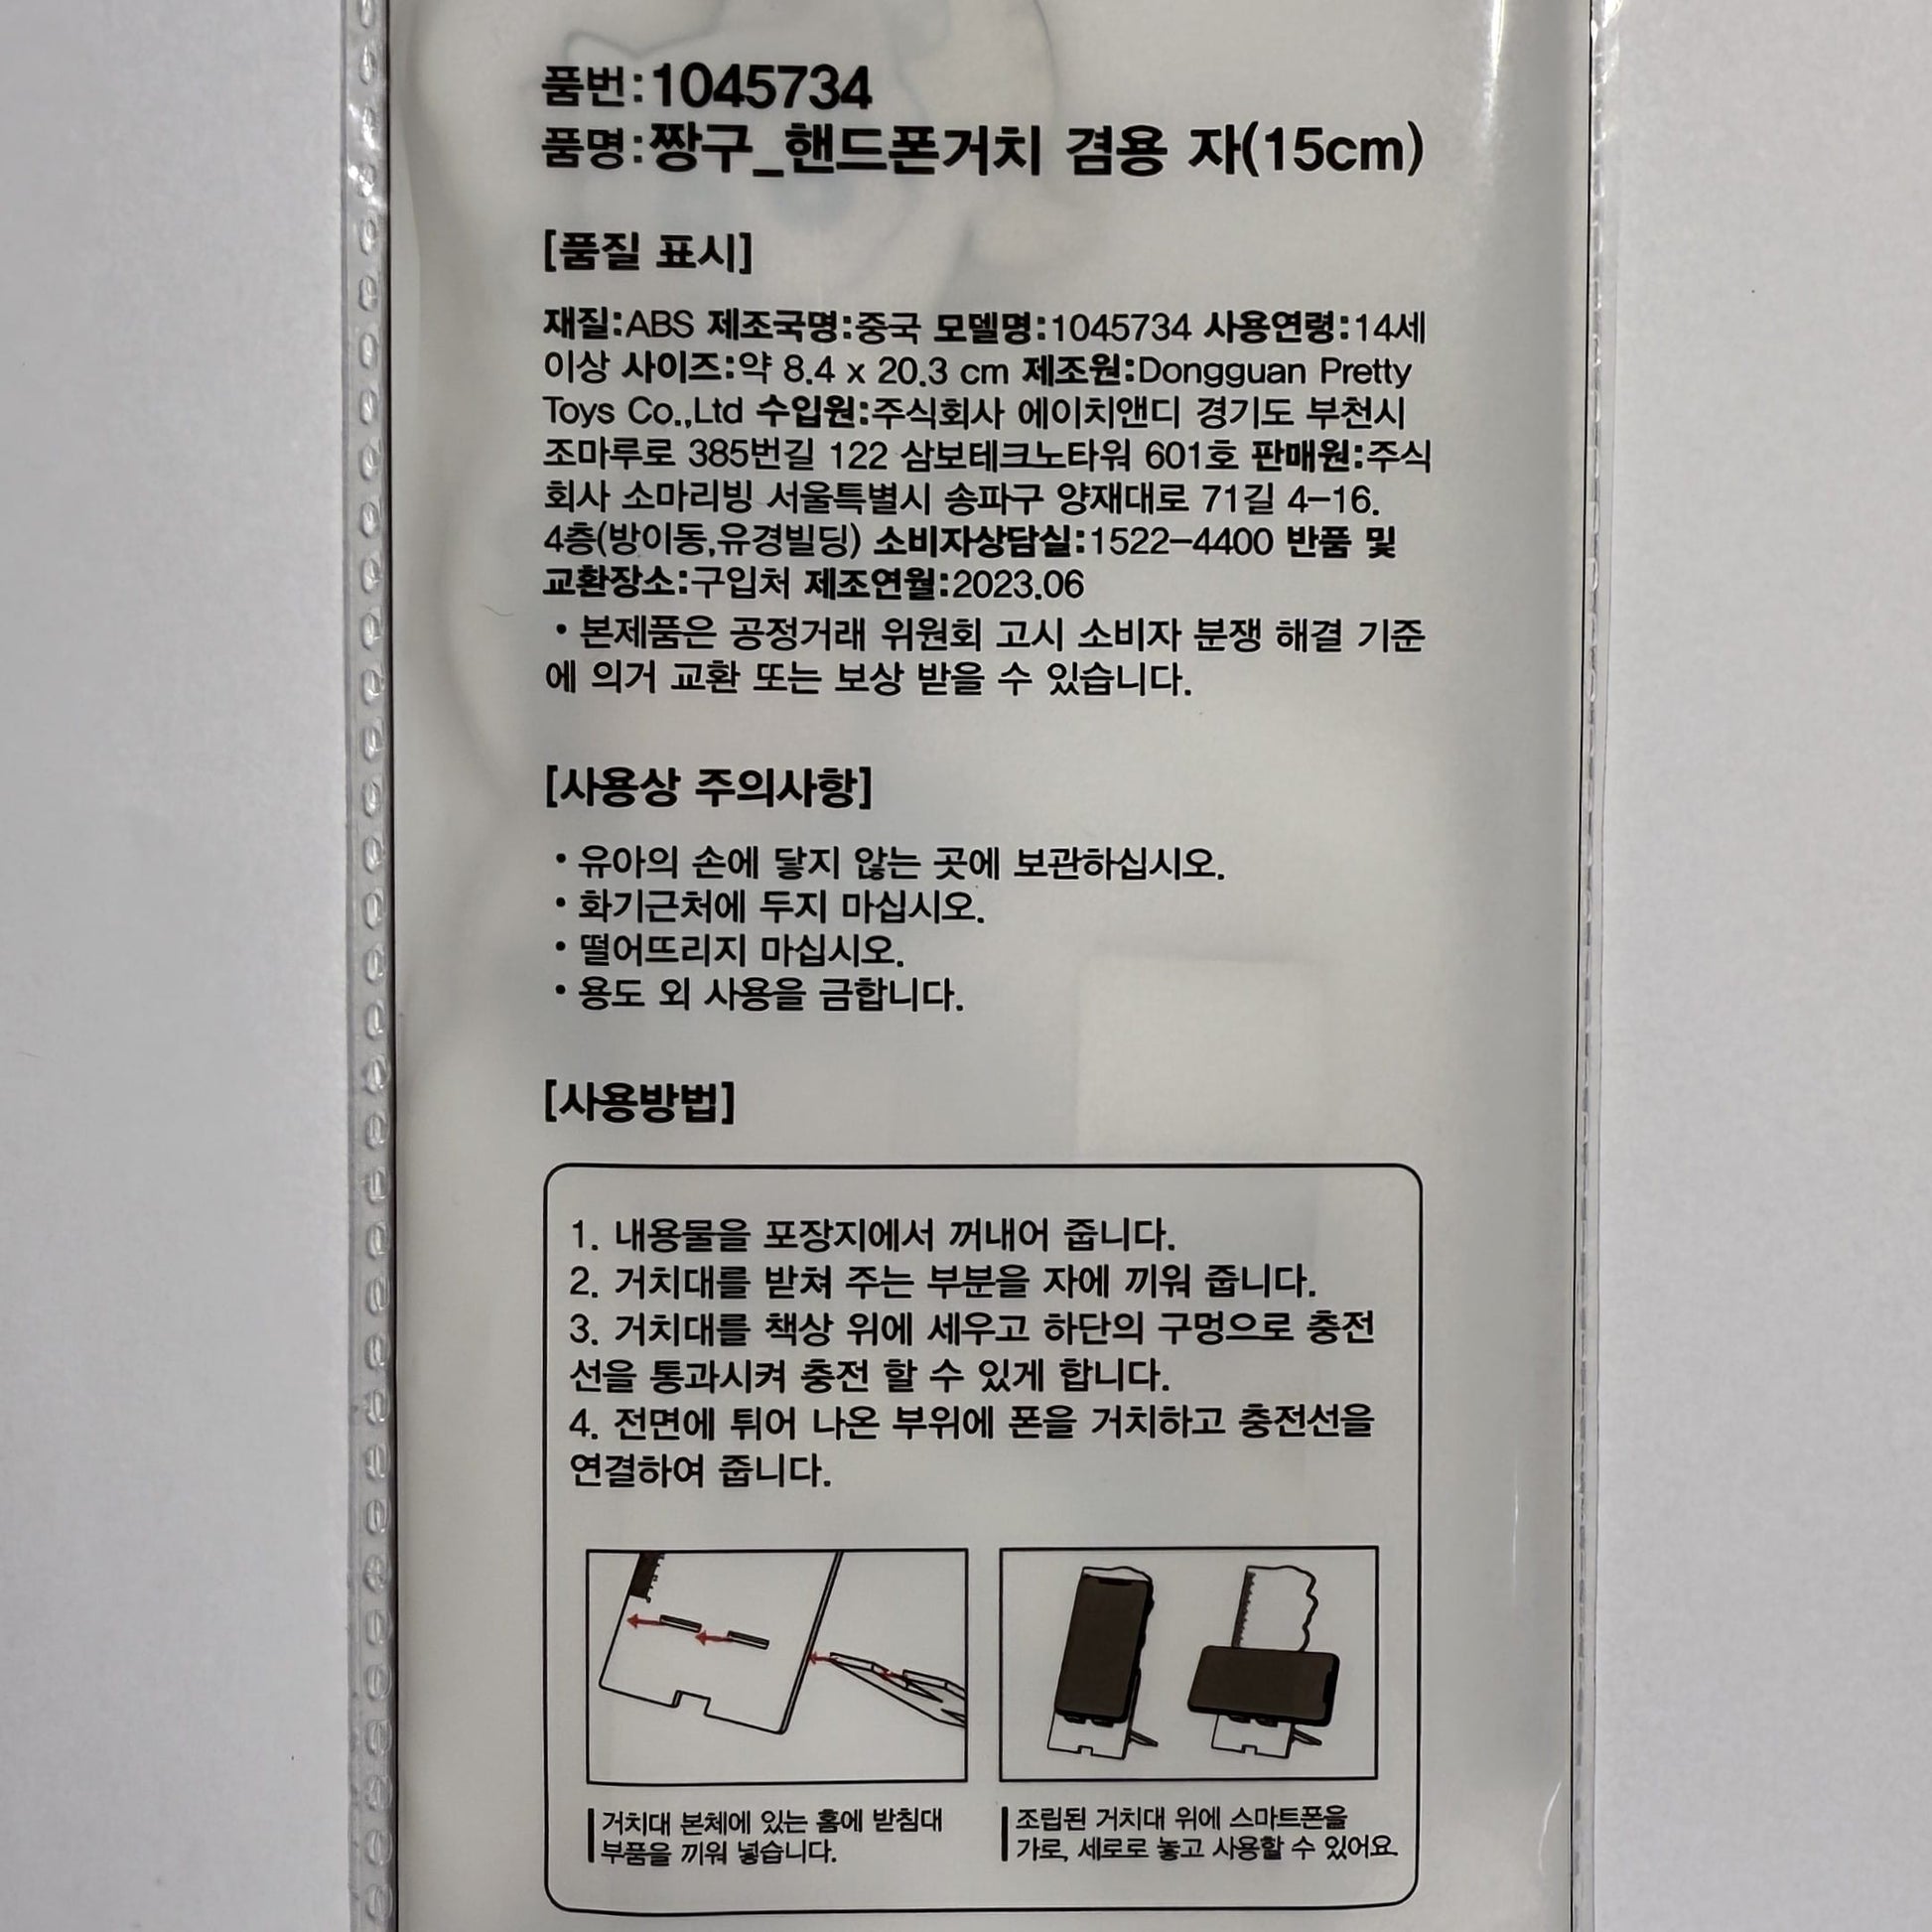 품번:1045734
품명:짱구_핸드폰거치 겸용 자(15cm)
[품질 표시]
재질:ABS 제조국명:중국 모델명:1045734 사용연령:14세
이상 사이즈:약 8.4 x 20.3 cm 제조원:Dongguan Pretty
Toys Co.,Ltd 수입원:주식회사 에이치앤디 경기도 부천시
조마루로 385번길 122 삼보테크노타워 601호 판매원:주식
회사 소마리빙 서울특별시 송파구 양재대로 71길 4-16.
4층(방이동,유경빌딩) 소비자상담실:1522-4400 반품 및
교환장소:구입처 제조연월:2023.06
• 본제품은 공정거래 위원회 고시 소비자 분쟁 해결 기준
에 의거 교환 또는 보상 받을 수 있습니다.
[사용상 주의사항]
• 유아의 손에 닿지 않는 곳에 보관하십시오.
• 화기근처에 두지 마십시오.
• 떨어뜨리지 마십시오.
• 용도 외 사용을 금합니다.
[사용방법]
1. 내용물을 포장지에서 꺼내어 줍니다.
2. 거치대를 받쳐 주는 부분을 자에 끼워 줍니다.
3. 거치대를 책상 위에 세우고 하단의 구멍으로 충전
선을 통과시켜 충전 할 수 있게 합니다.
4. 전면에 튀어 나온 부위에 폰을 거치하고 충전선을
연결하여 줍니다.
거치대 본체에 있는 홈에 받침대
부품을 끼워 넣습니다.
조립된 거치대 위에 스마트폰을
가로, 세로로 놓고 사용할 수 있어요.